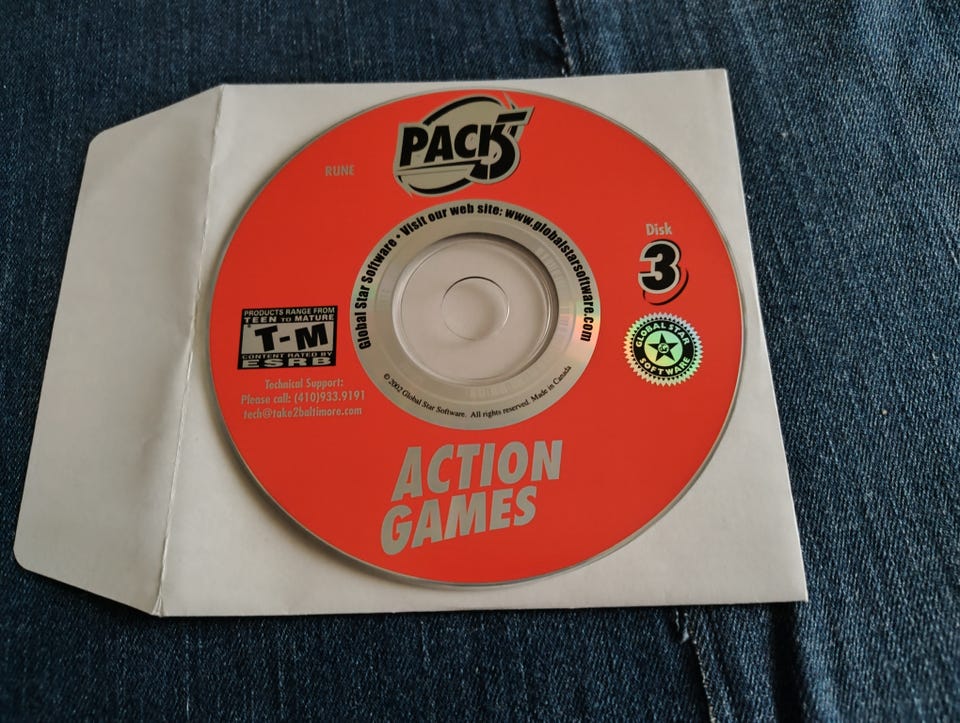 PACK 5
RUNE
Global Star Software • Visit our web site: www.globalstarsoftware.com
Disk
3
PRODUCTS RANGE FROM
TEEN TO MATURE
T-M
CONTENT RATED BY
ESRB
GLOBAL STAR
SOFTWARE
Technical Support:
Please call: (410)933.9191
tech@take2baltimore.com
© 2002 Global Star Software. All rights reserved. Made in Canada
ACTION
GAMES